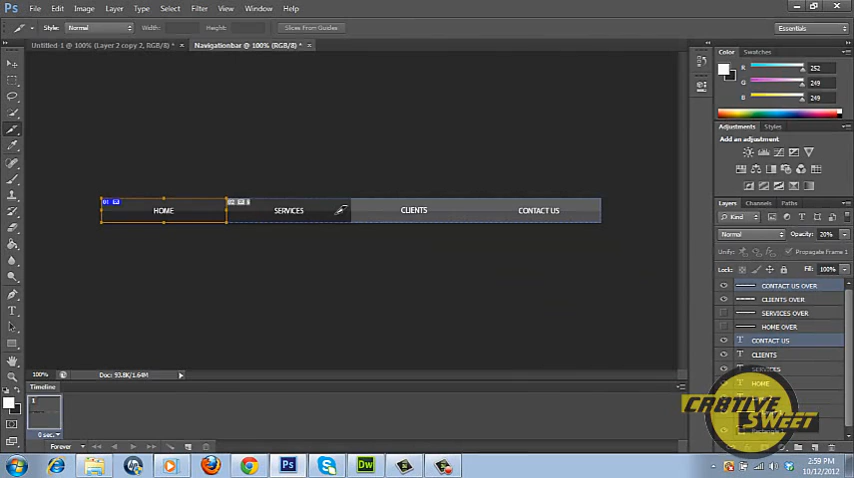 Ps File Edit Image Layer Type Select Filter View Window Help
Style: Normal Width: Height: Slices From Guides Essentials
Untitled-1 @ 100% (Layer 2 copy 2, RGB/8) * × Navigationbar @ 100% (RGB/8) * ×
Color Swatches
R 252
G 249
B 249
Adjustments Styles
Add an adjustment
HOME SERVICES CLIENTS CONTACT US
Layers Channels Paths
Kind
Normal Opacity: 20%
Unify: Propagate Frame 1
Lock: Fill: 100%
CONTACT US OVER
CLIENTS OVER
SERVICES OVER
HOME OVER
CONTACT US
CLIENTS
SERVICES
HOME
100% Doc: 93.8K/1.64M
Timeline
1
0 sec.
Forever
CR8TIVE
SWEET
Ps Dw
2:59 PM
10/12/2012